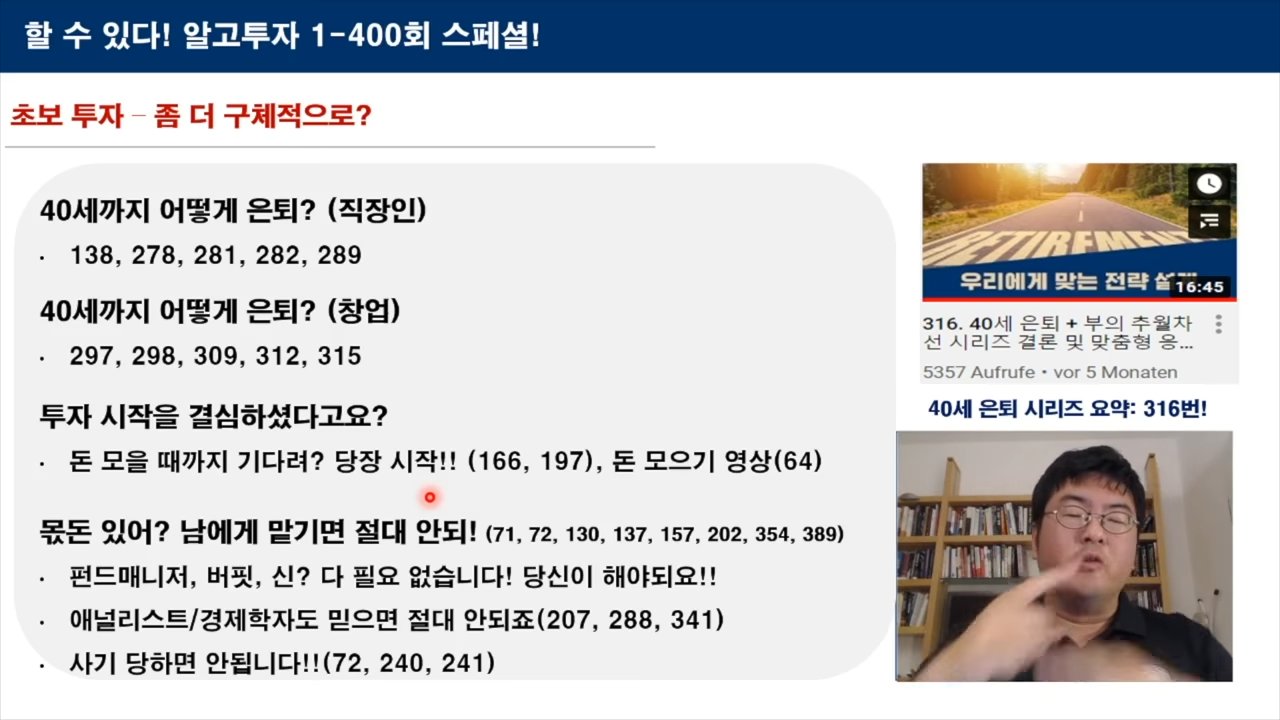 할 수 있다! 알고투자 1-400회 스페셜!
초보 투자 – 좀 더 구체적으로?
40세까지 어떻게 은퇴? (직장인)
· 138, 278, 281, 282, 289
40세까지 어떻게 은퇴? (창업)
· 297, 298, 309, 312, 315
투자 시작을 결심하셨다고요?
· 돈 모을 때까지 기다려? 당장 시작!! (166, 197), 돈 모으기 영상(64)
몫돈 있어? 남에게 맡기면 절대 안되! (71, 72, 130, 137, 157, 202, 354, 389)
· 펀드매니저, 버핏, 신? 다 필요 없습니다! 당신이 해야되요!!
· 애널리스트/경제학자도 믿으면 절대 안되죠(207, 288, 341)
· 사기 당하면 안됩니다!!(72, 240, 241)
RETIREMENT
우리에게 맞는 전략 설계
16:45
316. 40세 은퇴 + 부의 추월차
선 시리즈 결론 및 맞춤형 응...
5357 Aufrufe • vor 5 Monaten
40세 은퇴 시리즈 요약: 316번!